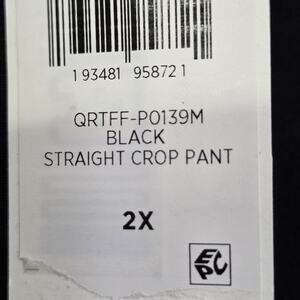 1 93481 95872 1
QRTFF-P0139M
BLACK
STRAIGHT CROP PANT
2X
EPC